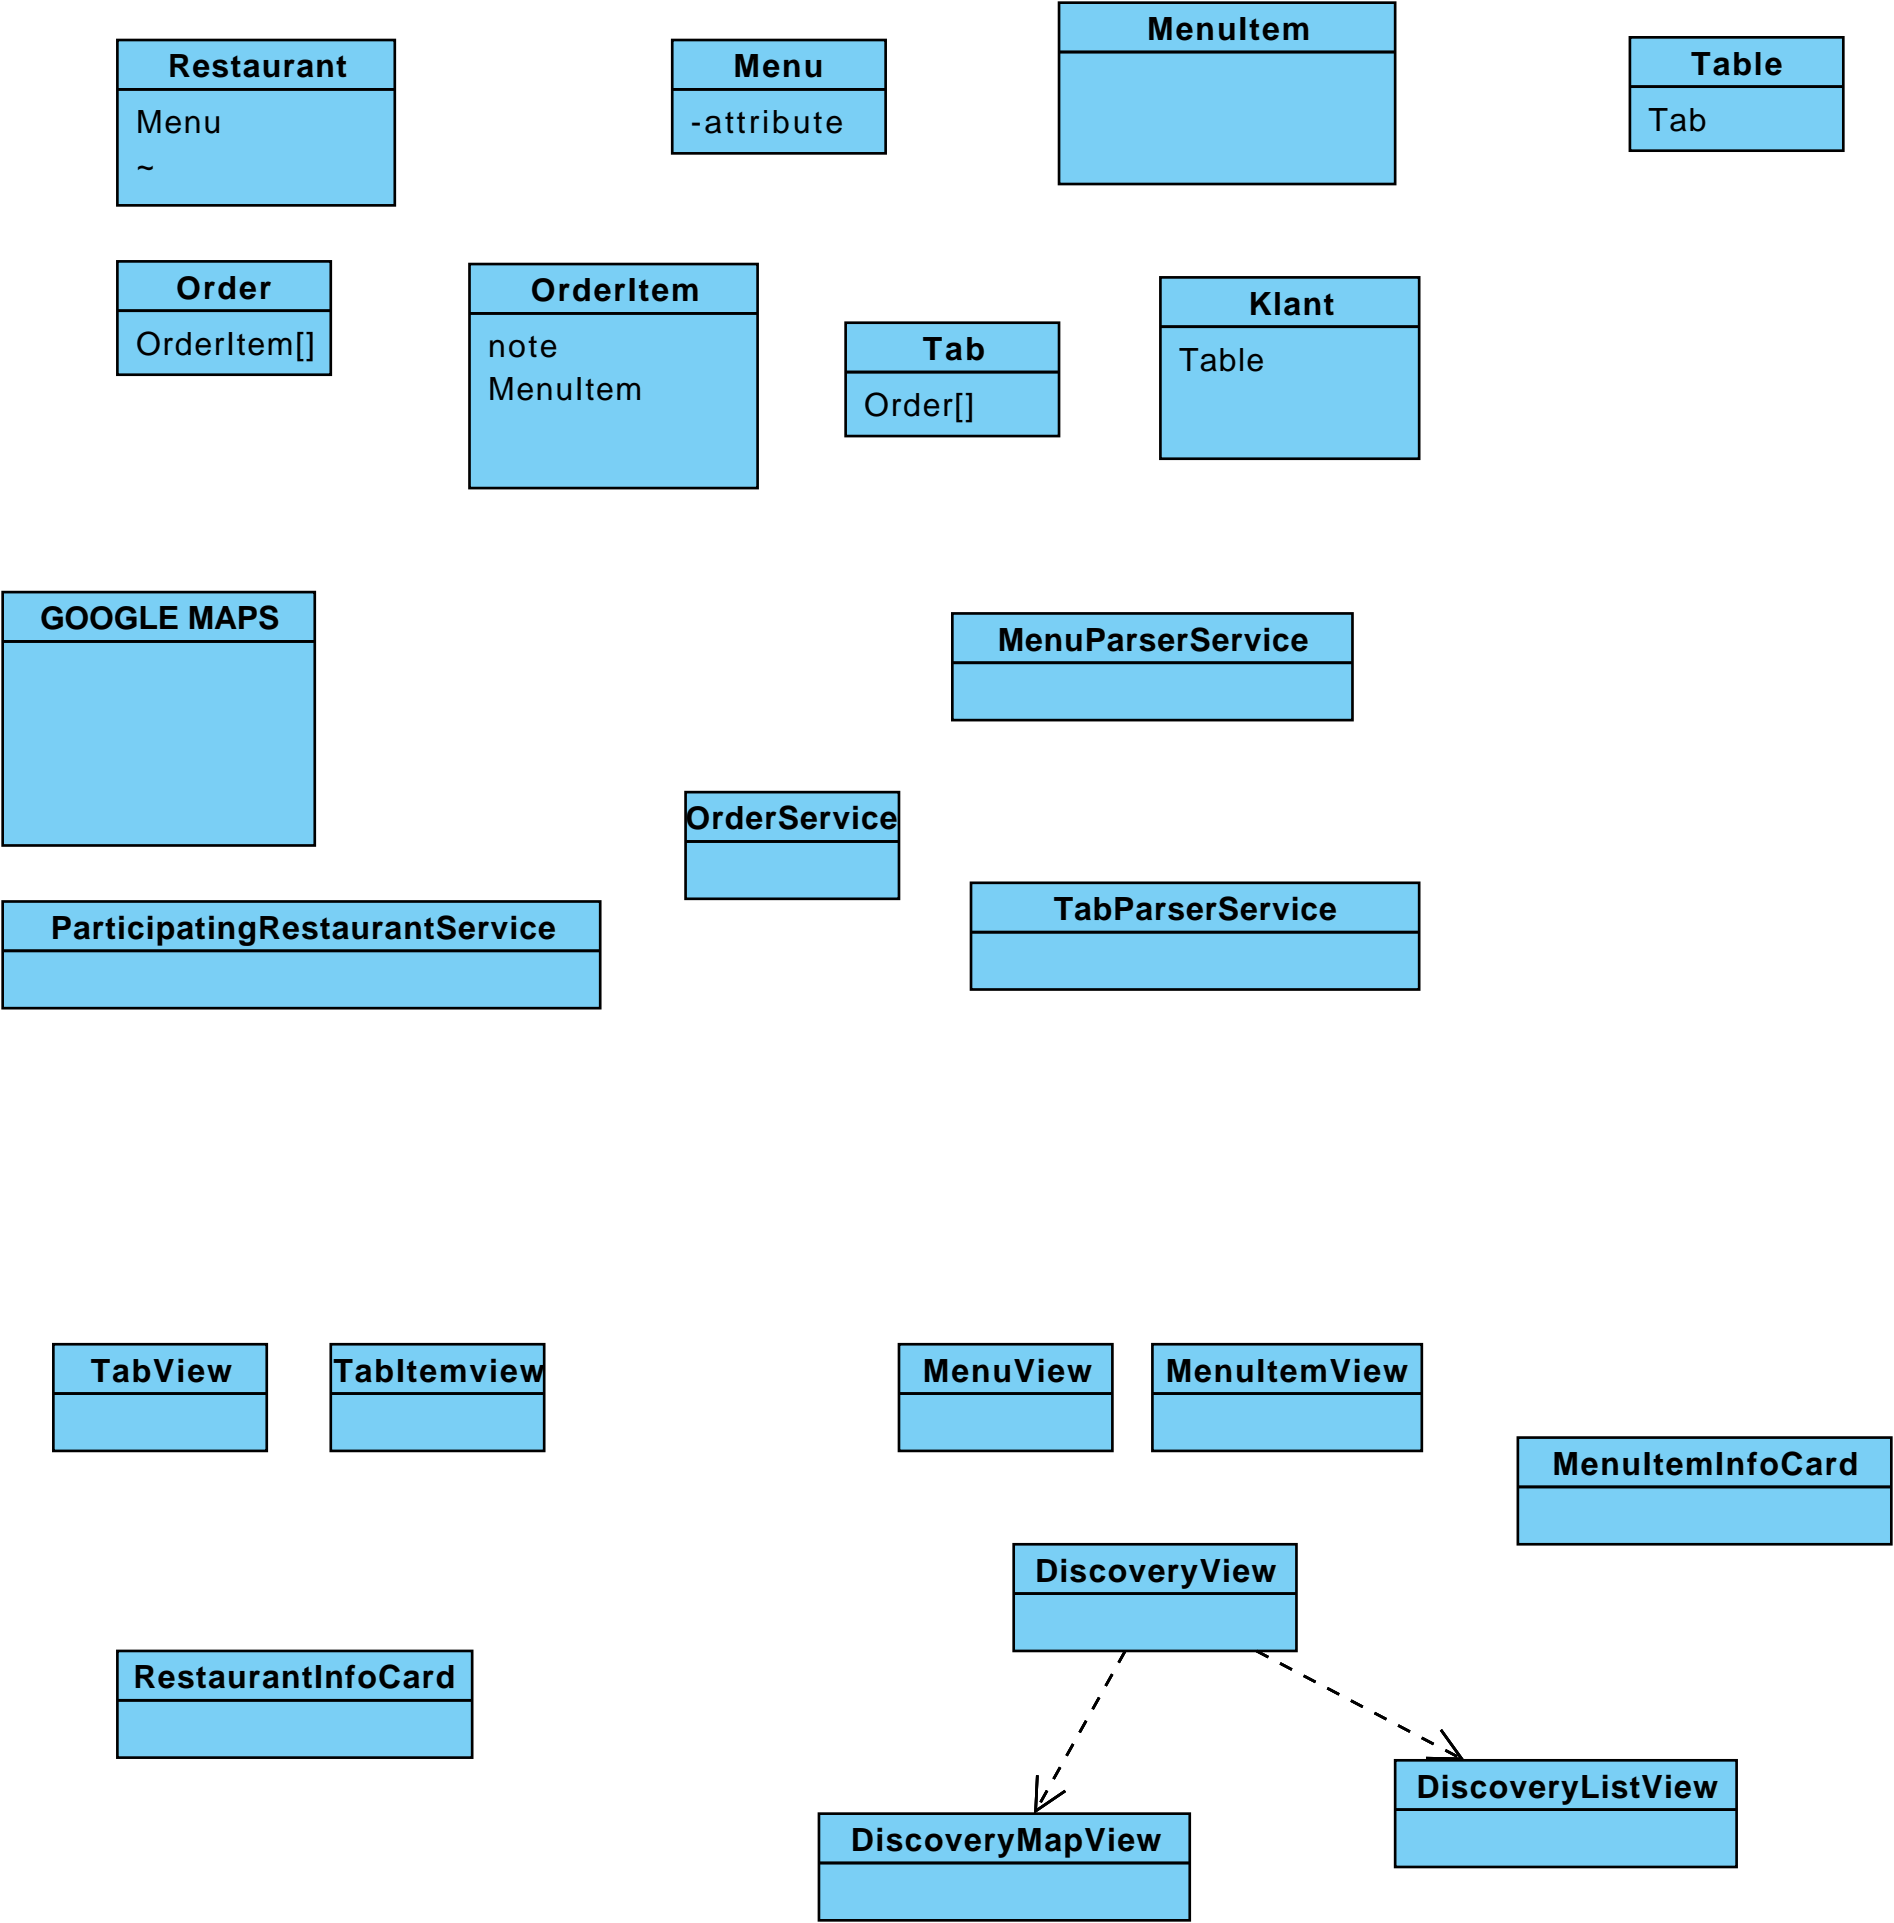 Restaurant
Menu
~
Menu
-attribute
MenuItem
Table
Tab
Order
OrderItem[]
OrderItem
note
MenuItem
Tab
Order[]
Klant
Table
GOOGLE MAPS
MenuParserService
OrderService
TabParserService
ParticipatingRestaurantService
TabView
TabItemview
MenuView
MenuItemView
MenuItemInfoCard
DiscoveryView
RestaurantInfoCard
DiscoveryListView
DiscoveryMapView